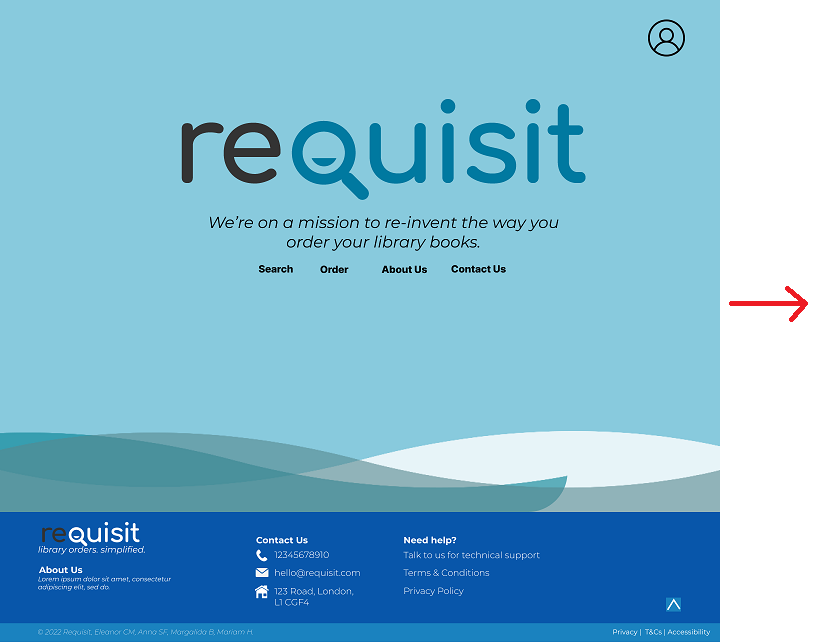 requisit
We're on a mission to re-invent the way you
order your library books.
Search Order About Us Contact Us
requisit
library orders. simplified.
About Us
Lorem ipsum dolor sit amet, consectetur
adipiscing elit, sed do.
Contact Us
12345678910
hello@requisit.com
123 Road, London,
L1 CGF4
Need help?
Talk to us for technical support
Terms & Conditions
Privacy Policy
© 2022 Requisit, Eleanor CM, Anna SF, Margalida B, Mariam H.
Privacy | T&Cs | Accessibility